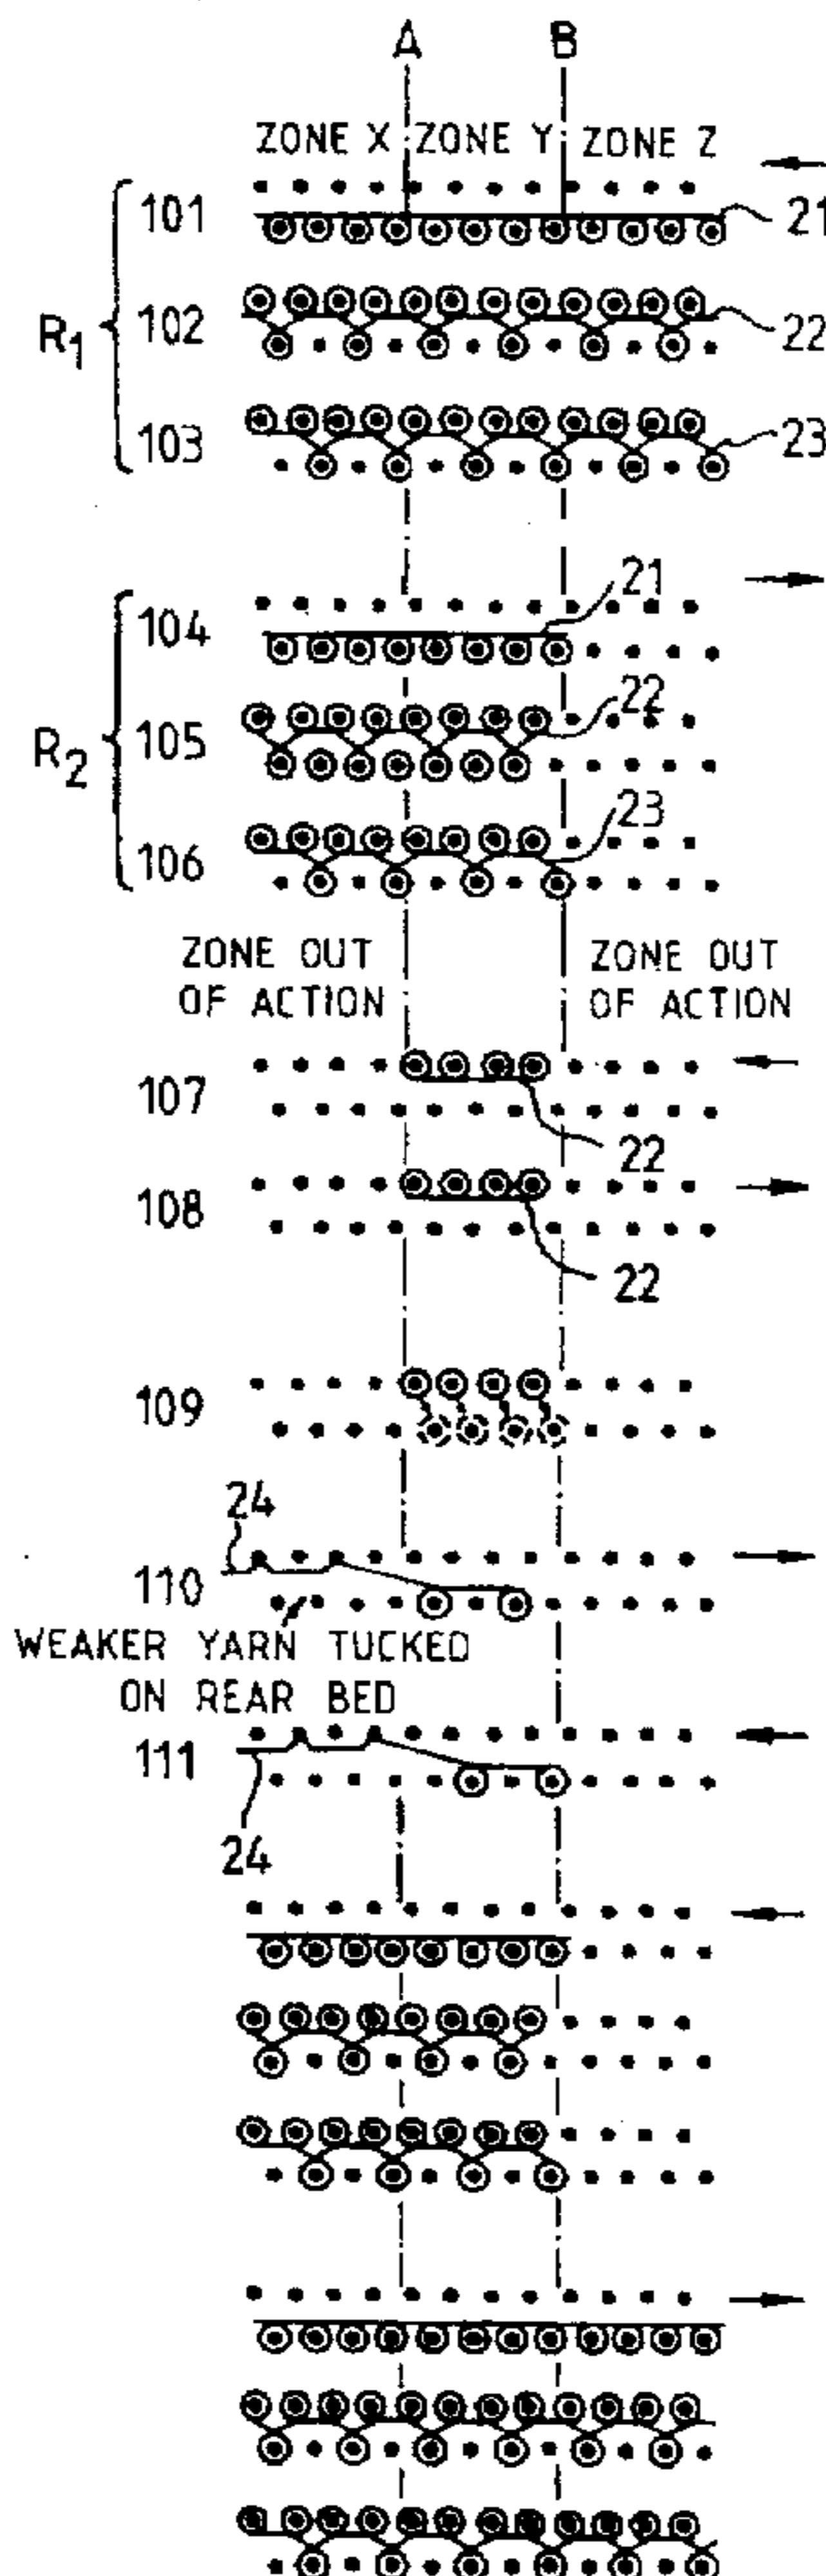 A B
ZONE X ZONE Y ZONE Z
101 21
R1 102 22
103 23
21
104
22
R2 105
23
106
ZONE OUT OF ACTION
ZONE OUT OF ACTION
107
22
108
22
109
24
110
WEAKER YARN TUCKED
ON REAR BED
111
24